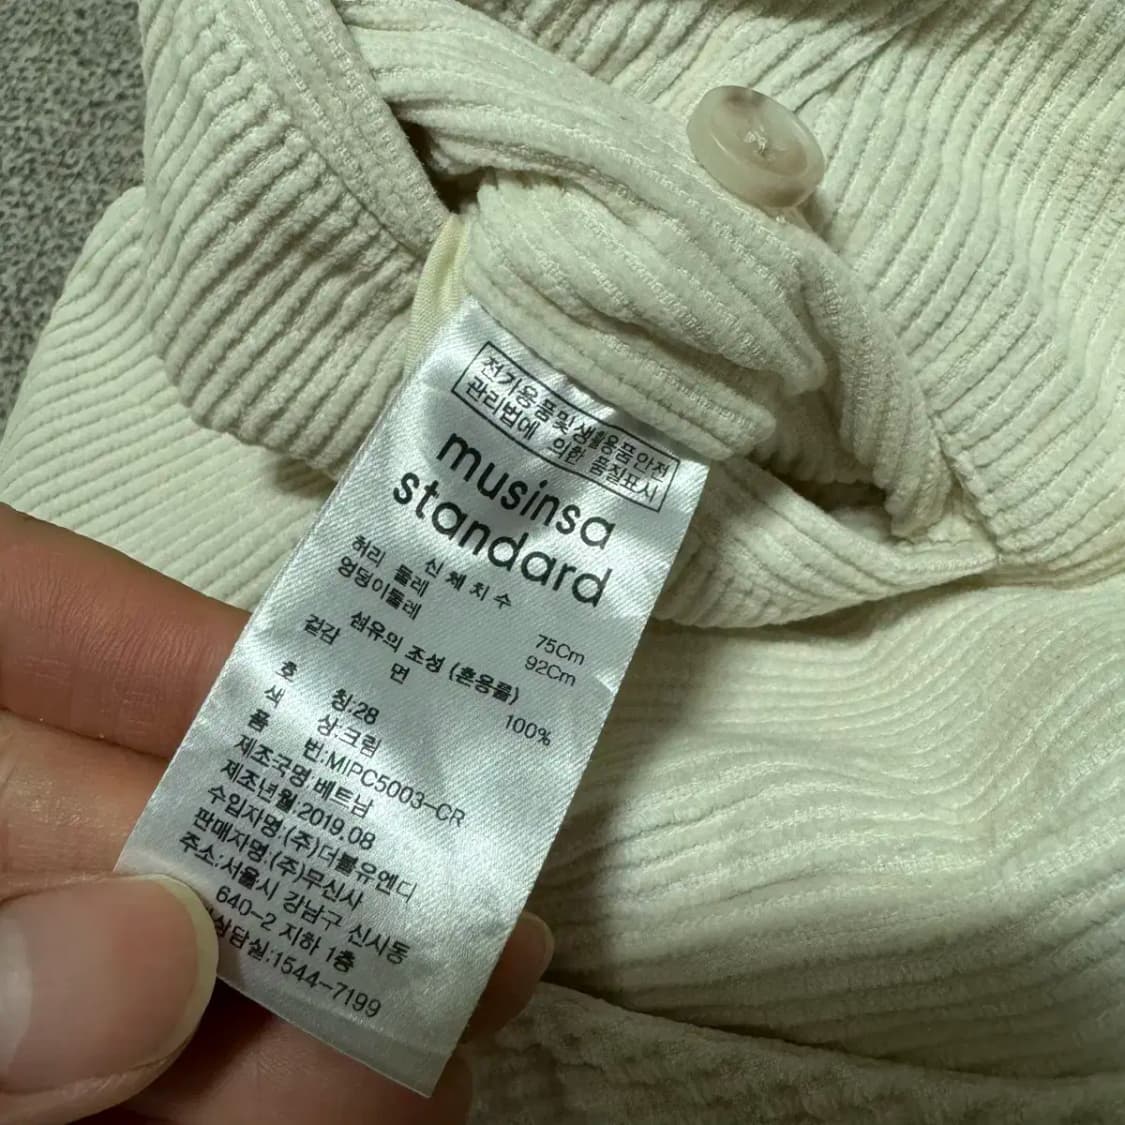 전기용품및생활용품안전
관리법에 의한 품질표시
musinsa
standard
신체치수
허리 둘레 75Cm
엉덩이둘레 92Cm
섬유의 조성 (혼용률)
겉감 면 100%
호 칭:28
색 상:크림
품 번:MIPC5003-CR
제조국명:베트남
제조년월:2019.08
수입자명:(주)더블유엔디
판매자명:(주)무신사
주소:서울시 강남구 신사동
640-2 지하 1층
상담실:1544-7199